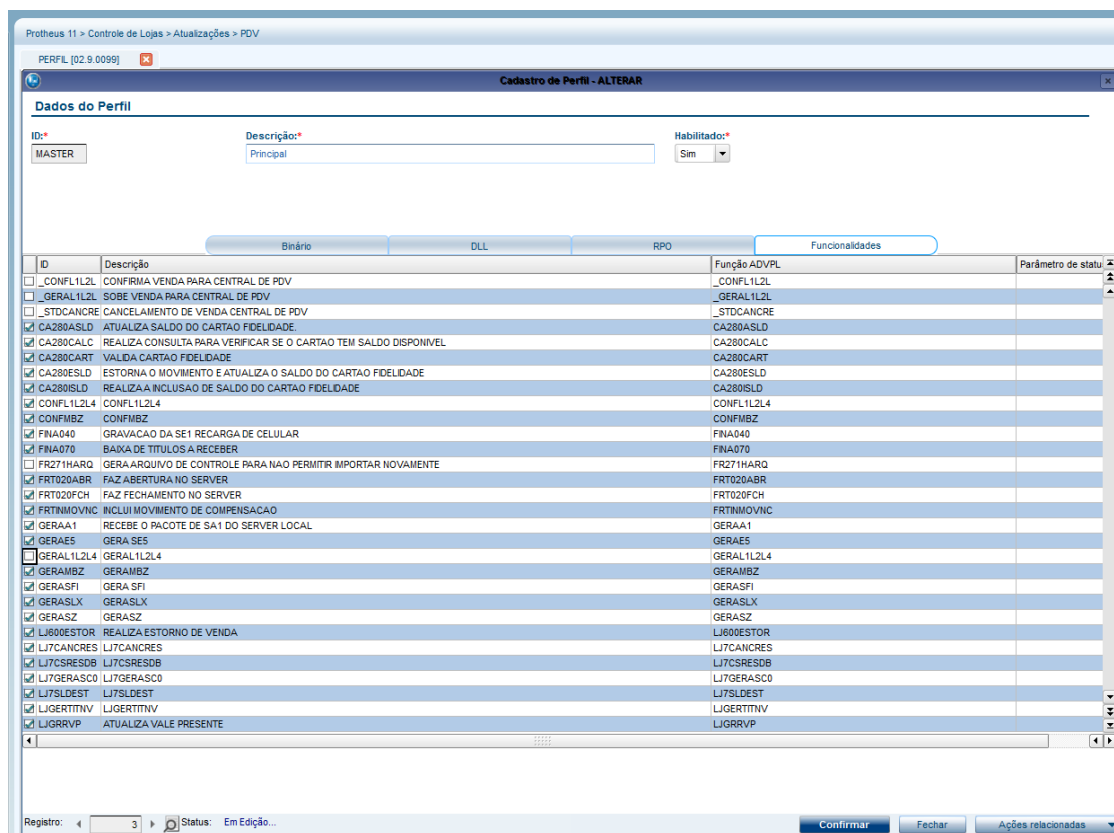 Protheus 11 > Controle de Lojas > Atualizações > PDV
PERFIL [02.9.0099]
Cadastro de Perfil - ALTERAR
Dados do Perfil
ID:* Descrição:* Habilitado:*
MASTER Principal Sim
Binário DLL RPO Funcionalidades
ID Descrição Função ADVPL Parâmetro de statu
_CONFL1L2L CONFIRMA VENDA PARA CENTRAL DE PDV _CONFL1L2L
_GERAL1L2L SOBE VENDA PARA CENTRAL DE PDV _GERAL1L2L
_STDCANCRE CANCELAMENTO DE VENDA CENTRAL DE PDV _STDCANCRE
CA280ASLD ATUALIZA SALDO DO CARTAO FIDELIDADE. CA280ASLD
CA280CALC REALIZA CONSULTA PARA VERIFICAR SE O CARTAO TEM SALDO DISPONIVEL CA280CALC
CA280CART VALIDA CARTAO FIDELIDADE CA280CART
CA280ESLD ESTORNA O MOVIMENTO E ATUALIZA O SALDO DO CARTAO FIDELIDADE CA280ESLD
CA280ISLD REALIZA A INCLUSAO DE SALDO DO CARTAO FIDELIDADE CA280ISLD
CONFL1L2L4 CONFL1L2L4 CONFL1L2L4
CONFMBZ CONFMBZ CONFMBZ
FINA040 GRAVACAO DA SE1 RECARGA DE CELULAR FINA040
FINA070 BAIXA DE TITULOS A RECEBER FINA070
FR271HARQ GERA ARQUIVO DE CONTROLE PARA NAO PERMITIR IMPORTAR NOVAMENTE FR271HARQ
FRT020ABR FAZ ABERTURA NO SERVER FRT020ABR
FRT020FCH FAZ FECHAMENTO NO SERVER FRT020FCH
FRTINMOVNC INCLUI MOVIMENTO DE COMPENSACAO FRTINMOVNC
GERAA1 RECEBE O PACOTE DE SA1 DO SERVER LOCAL GERAA1
GERAE5 GERA SE5 GERAE5
GERAL1L2L4 GERAL1L2L4 GERAL1L2L4
GERAMBZ GERAMBZ GERAMBZ
GERASFI GERA SFI GERASFI
GERASLX GERASLX GERASLX
GERASZ GERASZ GERASZ
LJ600ESTOR REALIZA ESTORNO DE VENDA LJ600ESTOR
LJ7CANCRES LJ7CANCRES LJ7CANCRES
LJ7CSRESDB LJ7CSRESDB LJ7CSRESDB
LJ7GERASC0 LJ7GERASC0 LJ7GERASC0
LJ7SLDEST LJ7SLDEST LJ7SLDEST
LJGERTITNV LJGERTITNV LJGERTITNV
LJGRRVP ATUALIZA VALE PRESENTE LJGRRVP
Registro: 3 Status: Em Edição... Confirmar Fechar Ações relacionadas